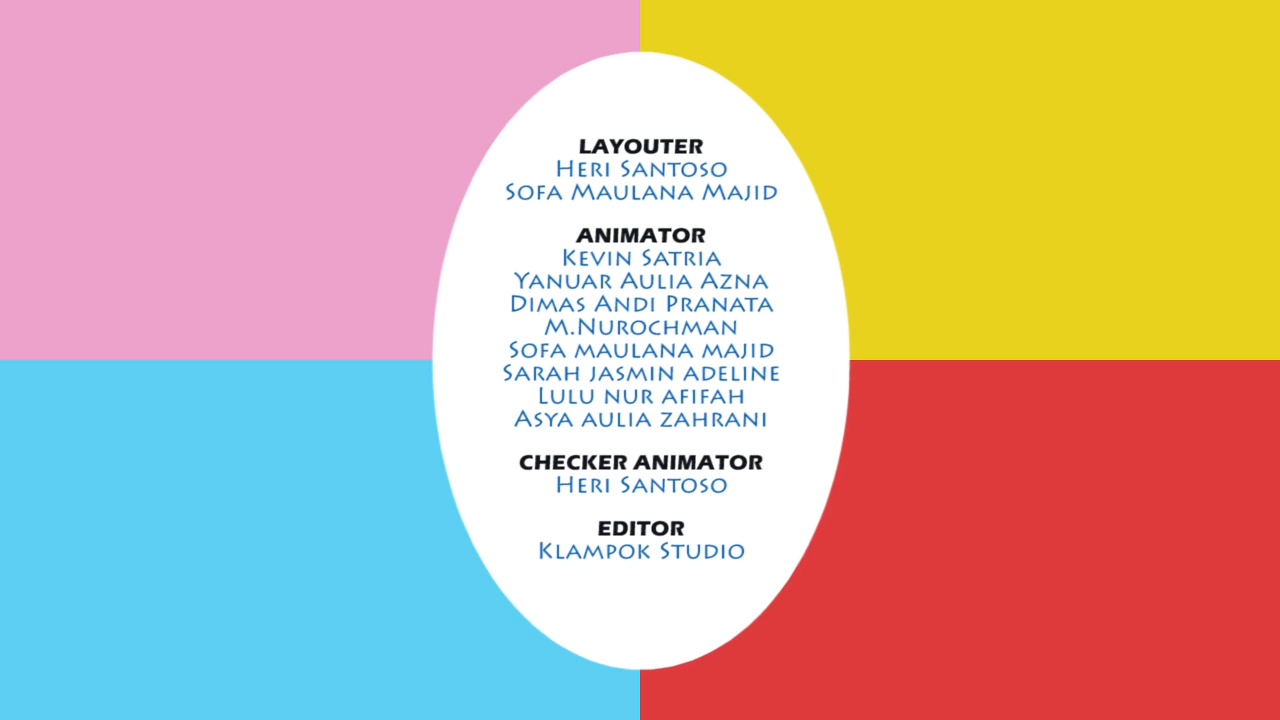 LAYOUTER
HERI SANTOSO
SOFA MAULANA MAJID
ANIMATOR
KEVIN SATRIA
YANUAR AULIA AZNA
DIMAS ANDI PRANATA
M.NUROCHMAN
SOFA MAULANA MAJID
SARAH JASMIN ADELINE
LULU NUR AFIFAH
ASYA AULIA ZAHRANI
CHECKER ANIMATOR
HERI SANTOSO
EDITOR
KLAMPOK STUDIO